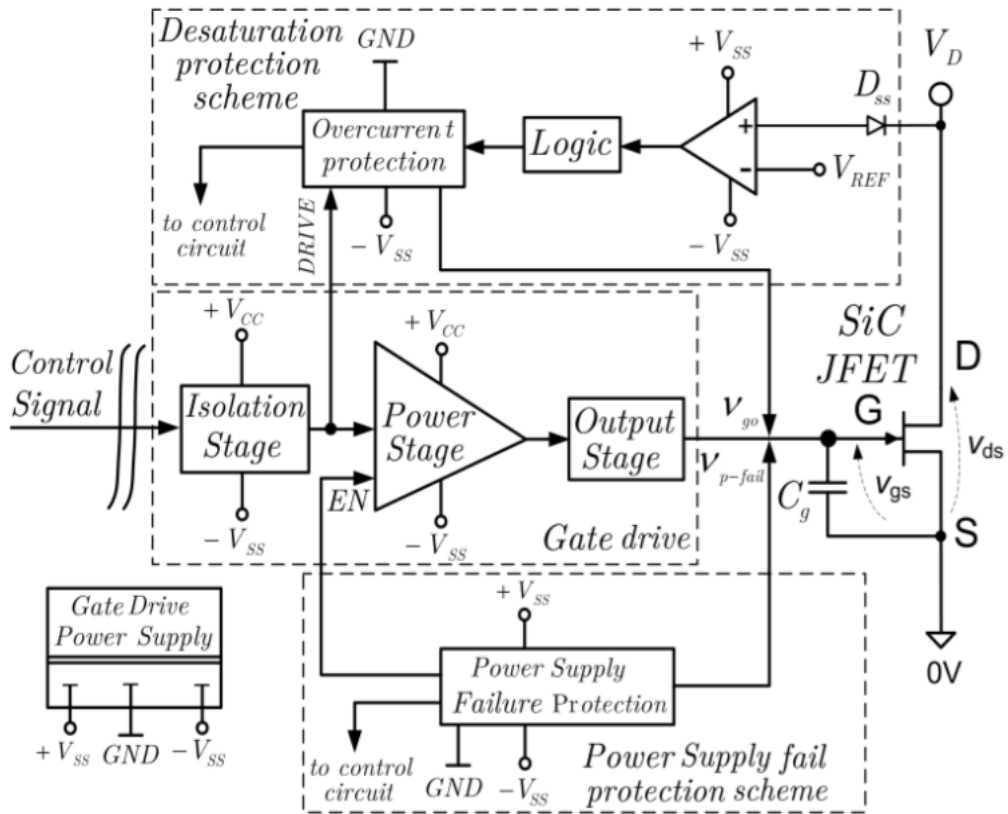 Desaturation
protection
scheme
GND
+ V_SS
V_D
D_ss
Overcurrent
protection
Logic
+
-
V_REF
to control
circuit
DRIVE
- V_SS
- V_SS
+ V_CC
+ V_CC
SiC
JFET
D
Control
Signal
Isolation
Stage
Power
Stage
Output
Stage
EN
ν_go
ν_p-fail
G
C_g
v_gs
v_ds
S
- V_SS
- V_SS
Gate drive
0V
Gate Drive
Power Supply
+ V_SS
GND
- V_SS
+ V_SS
Power Supply
Failure Protection
to control
circuit
GND
- V_SS
Power Supply fail
protection scheme